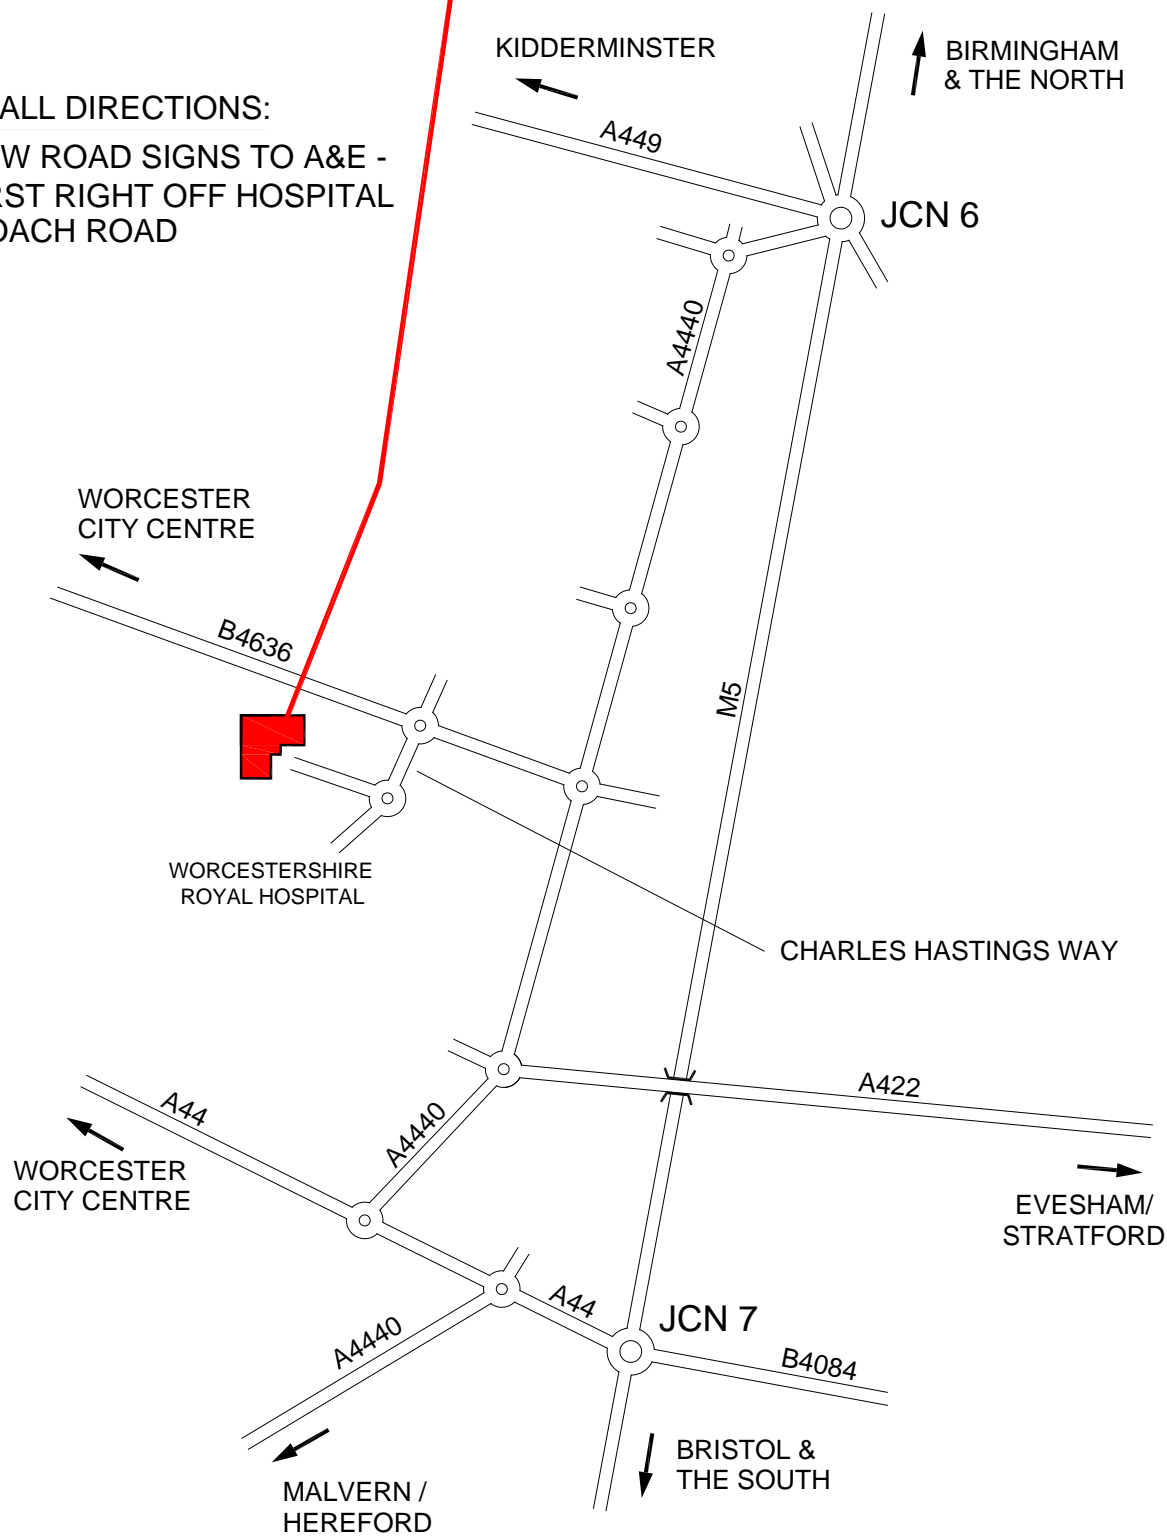 KIDDERMINSTER
BIRMINGHAM
& THE NORTH
ALL DIRECTIONS:
W ROAD SIGNS TO A&E -
RST RIGHT OFF HOSPITAL
OACH ROAD
A449
JCN 6
A4440
WORCESTER
CITY CENTRE
B4636
M5
WORCESTERSHIRE
ROYAL HOSPITAL
CHARLES HASTINGS WAY
A422
A44
A4440
WORCESTER
CITY CENTRE
EVESHAM/
STRATFORD
A44
JCN 7
A4440
B4084
BRISTOL &
THE SOUTH
MALVERN /
HEREFORD